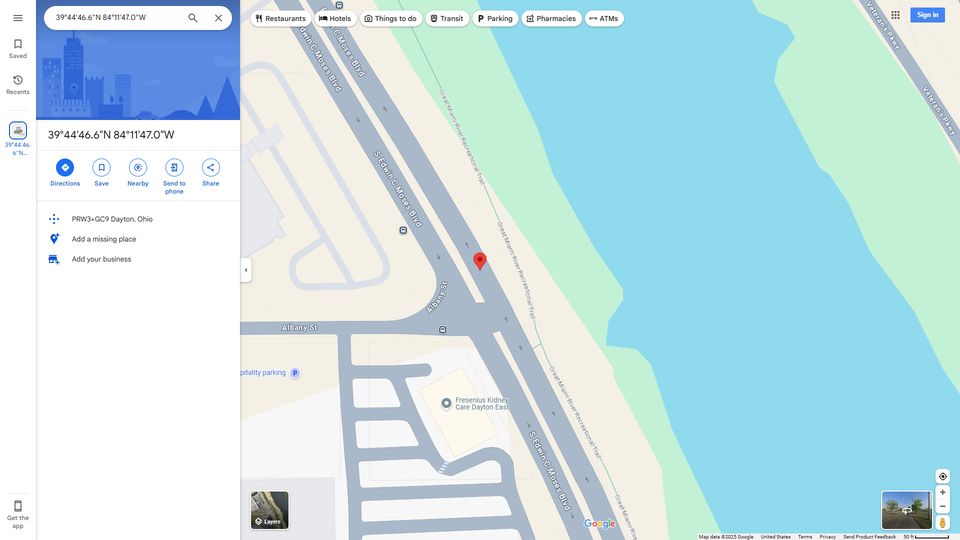 39°44'46.6"N 84°11'47.0"W
Restaurants
Hotels
Things to do
Transit
Parking
Pharmacies
ATMs
Sign in
Saved
Recents
39°44'46.
6"N...
39°44'46.6"N 84°11'47.0"W
Directions
Save
Nearby
Send to
phone
Share
PRW3+GC9 Dayton, Ohio
Add a missing place
Add your business
Get the
app
Edwin C Moses Blvd
C Moses Blvd
S Edwin C Moses Blvd
Great Miami River Recreational Trail
Great Miami River Recreational Trail
Veterans Pkwy
Veterans Pkwy
Albany St
Albany St
pitality parking
P
Fresenius Kidney
Care Dayton East
Great Miami River Recreational Trail
S Edwin C Moses Blvd
Great Miami River
Layers
Google
Map data ©2025 Google
United States
Terms
Privacy
Send Product Feedback
50 ft